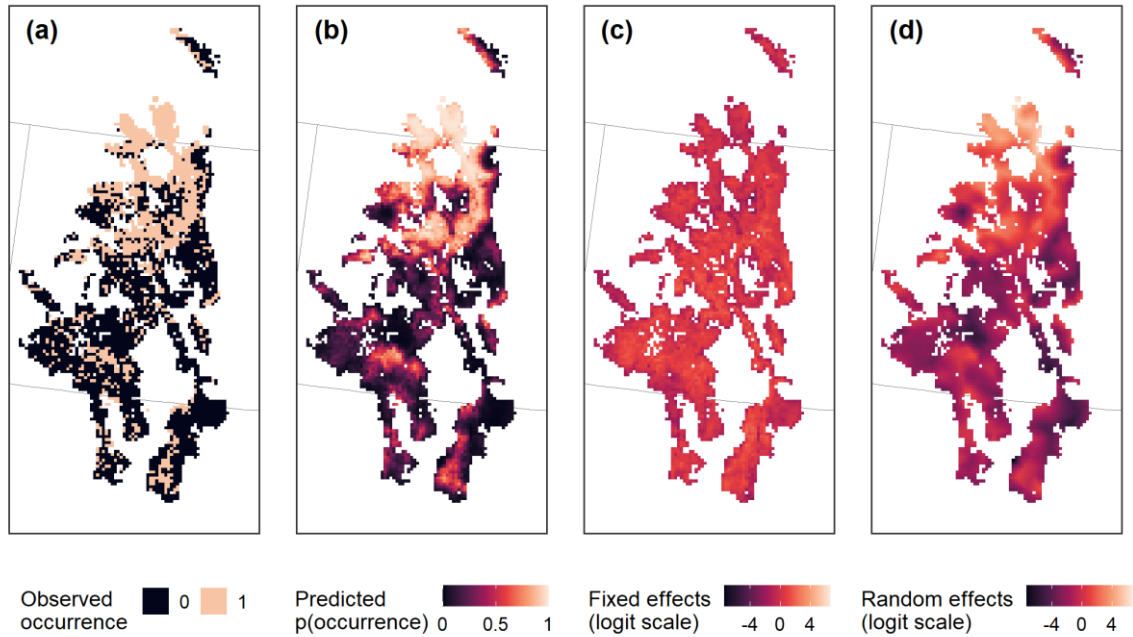 (a) (b) (c) (d)
Observed occurrence 0 1
Predicted p(occurrence) 0 0.5 1
Fixed effects (logit scale) -4 0 4
Random effects (logit scale) -4 0 4